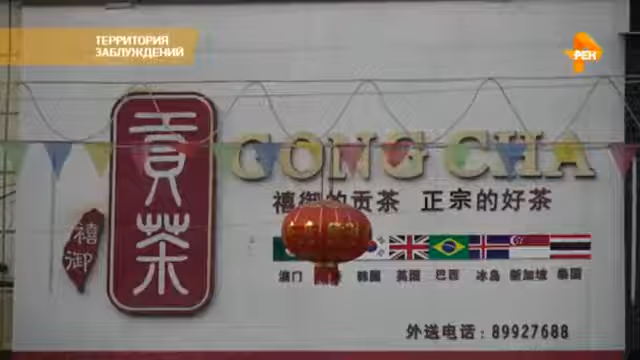 ТЕРРИТОРИЯ
ЗАБЛУЖДЕНИЙ
РЕН
貢茶
禧御
GONG CHA
禧御的贡茶 正宗的好茶
澳门 韩国 英国 巴西 冰岛 新加坡 泰国
外送电话:89927688